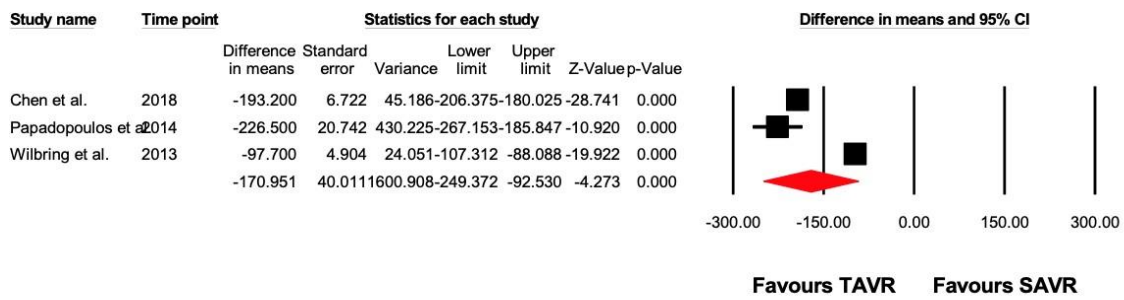 Study name Time point Statistics for each study Difference in means and 95% CI
Difference Standard Lower Upper
in means error Variance limit limit Z-Value p-Value
Chen et al. 2018 -193.200 6.722 45.186 -206.375 -180.025 -28.741 0.000
Papadopoulos et al 2014 -226.500 20.742 430.225 -267.153 -185.847 -10.920 0.000
Wilbring et al. 2013 -97.700 4.904 24.051 -107.312 -88.088 -19.922 0.000
-170.951 40.011 1600.908 -249.372 -92.530 -4.273 0.000
-300.00 -150.00 0.00 150.00 300.00
Favours TAVR Favours SAVR